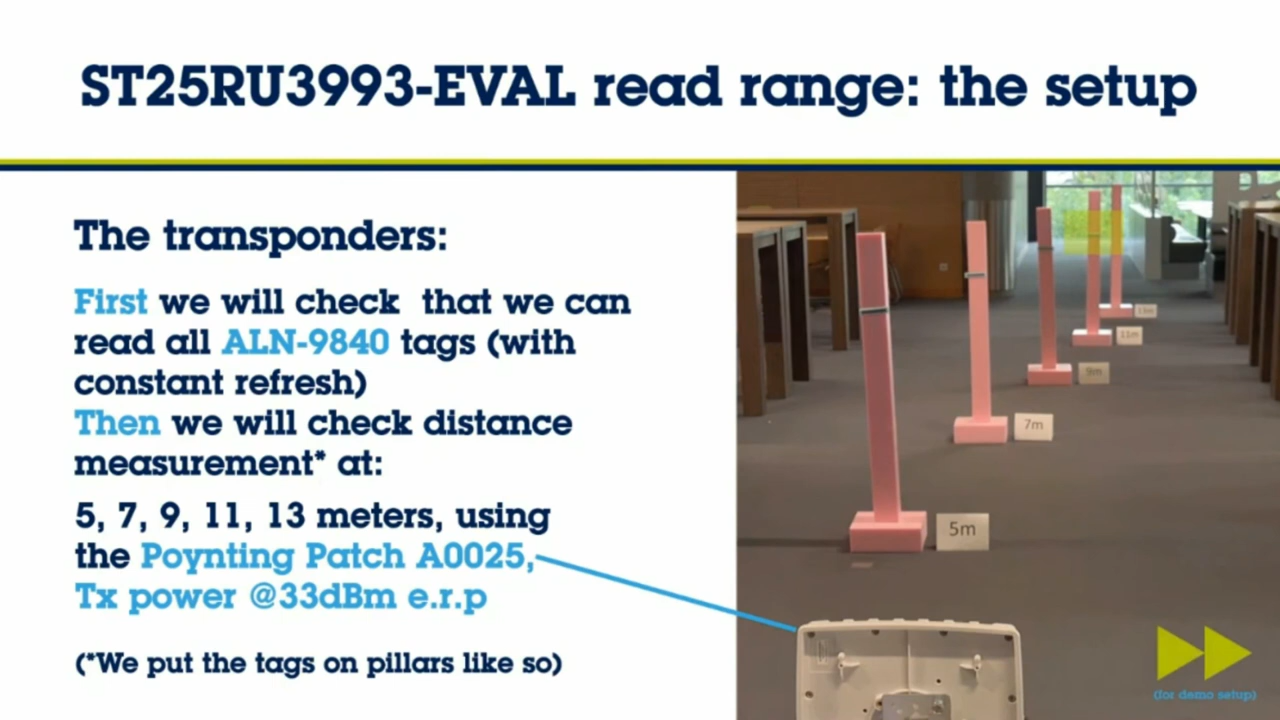 ST25RU3993-EVAL read range: the setup
The transponders:
First we will check that we can
read all ALN-9840 tags (with
constant refresh)
Then we will check distance
measurement* at:
5, 7, 9, 11, 13 meters, using
the Poynting Patch A0025,
Tx power @33dBm e.r.p
(*We put the tags on pillars like so)
13m
11m
9m
7m
5m
(for demo setup)